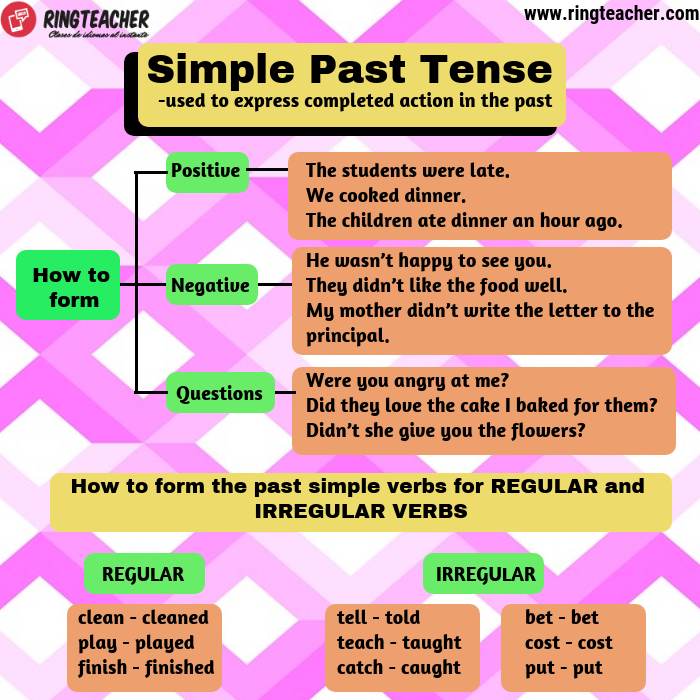 RINGTEACHER
Clases de idiomas al instante
www.ringteacher.com
Simple Past Tense
-used to express completed action in the past
How to
form
Positive
The students were late.
We cooked dinner.
The children ate dinner an hour ago.
Negative
He wasn't happy to see you.
They didn't like the food well.
My mother didn't write the letter to the
principal.
Questions
Were you angry at me?
Did they love the cake I baked for them?
Didn't she give you the flowers?
How to form the past simple verbs for REGULAR and
IRREGULAR VERBS
REGULAR
clean - cleaned
play - played
finish - finished
IRREGULAR
tell - told
teach - taught
catch - caught
bet - bet
cost - cost
put - put